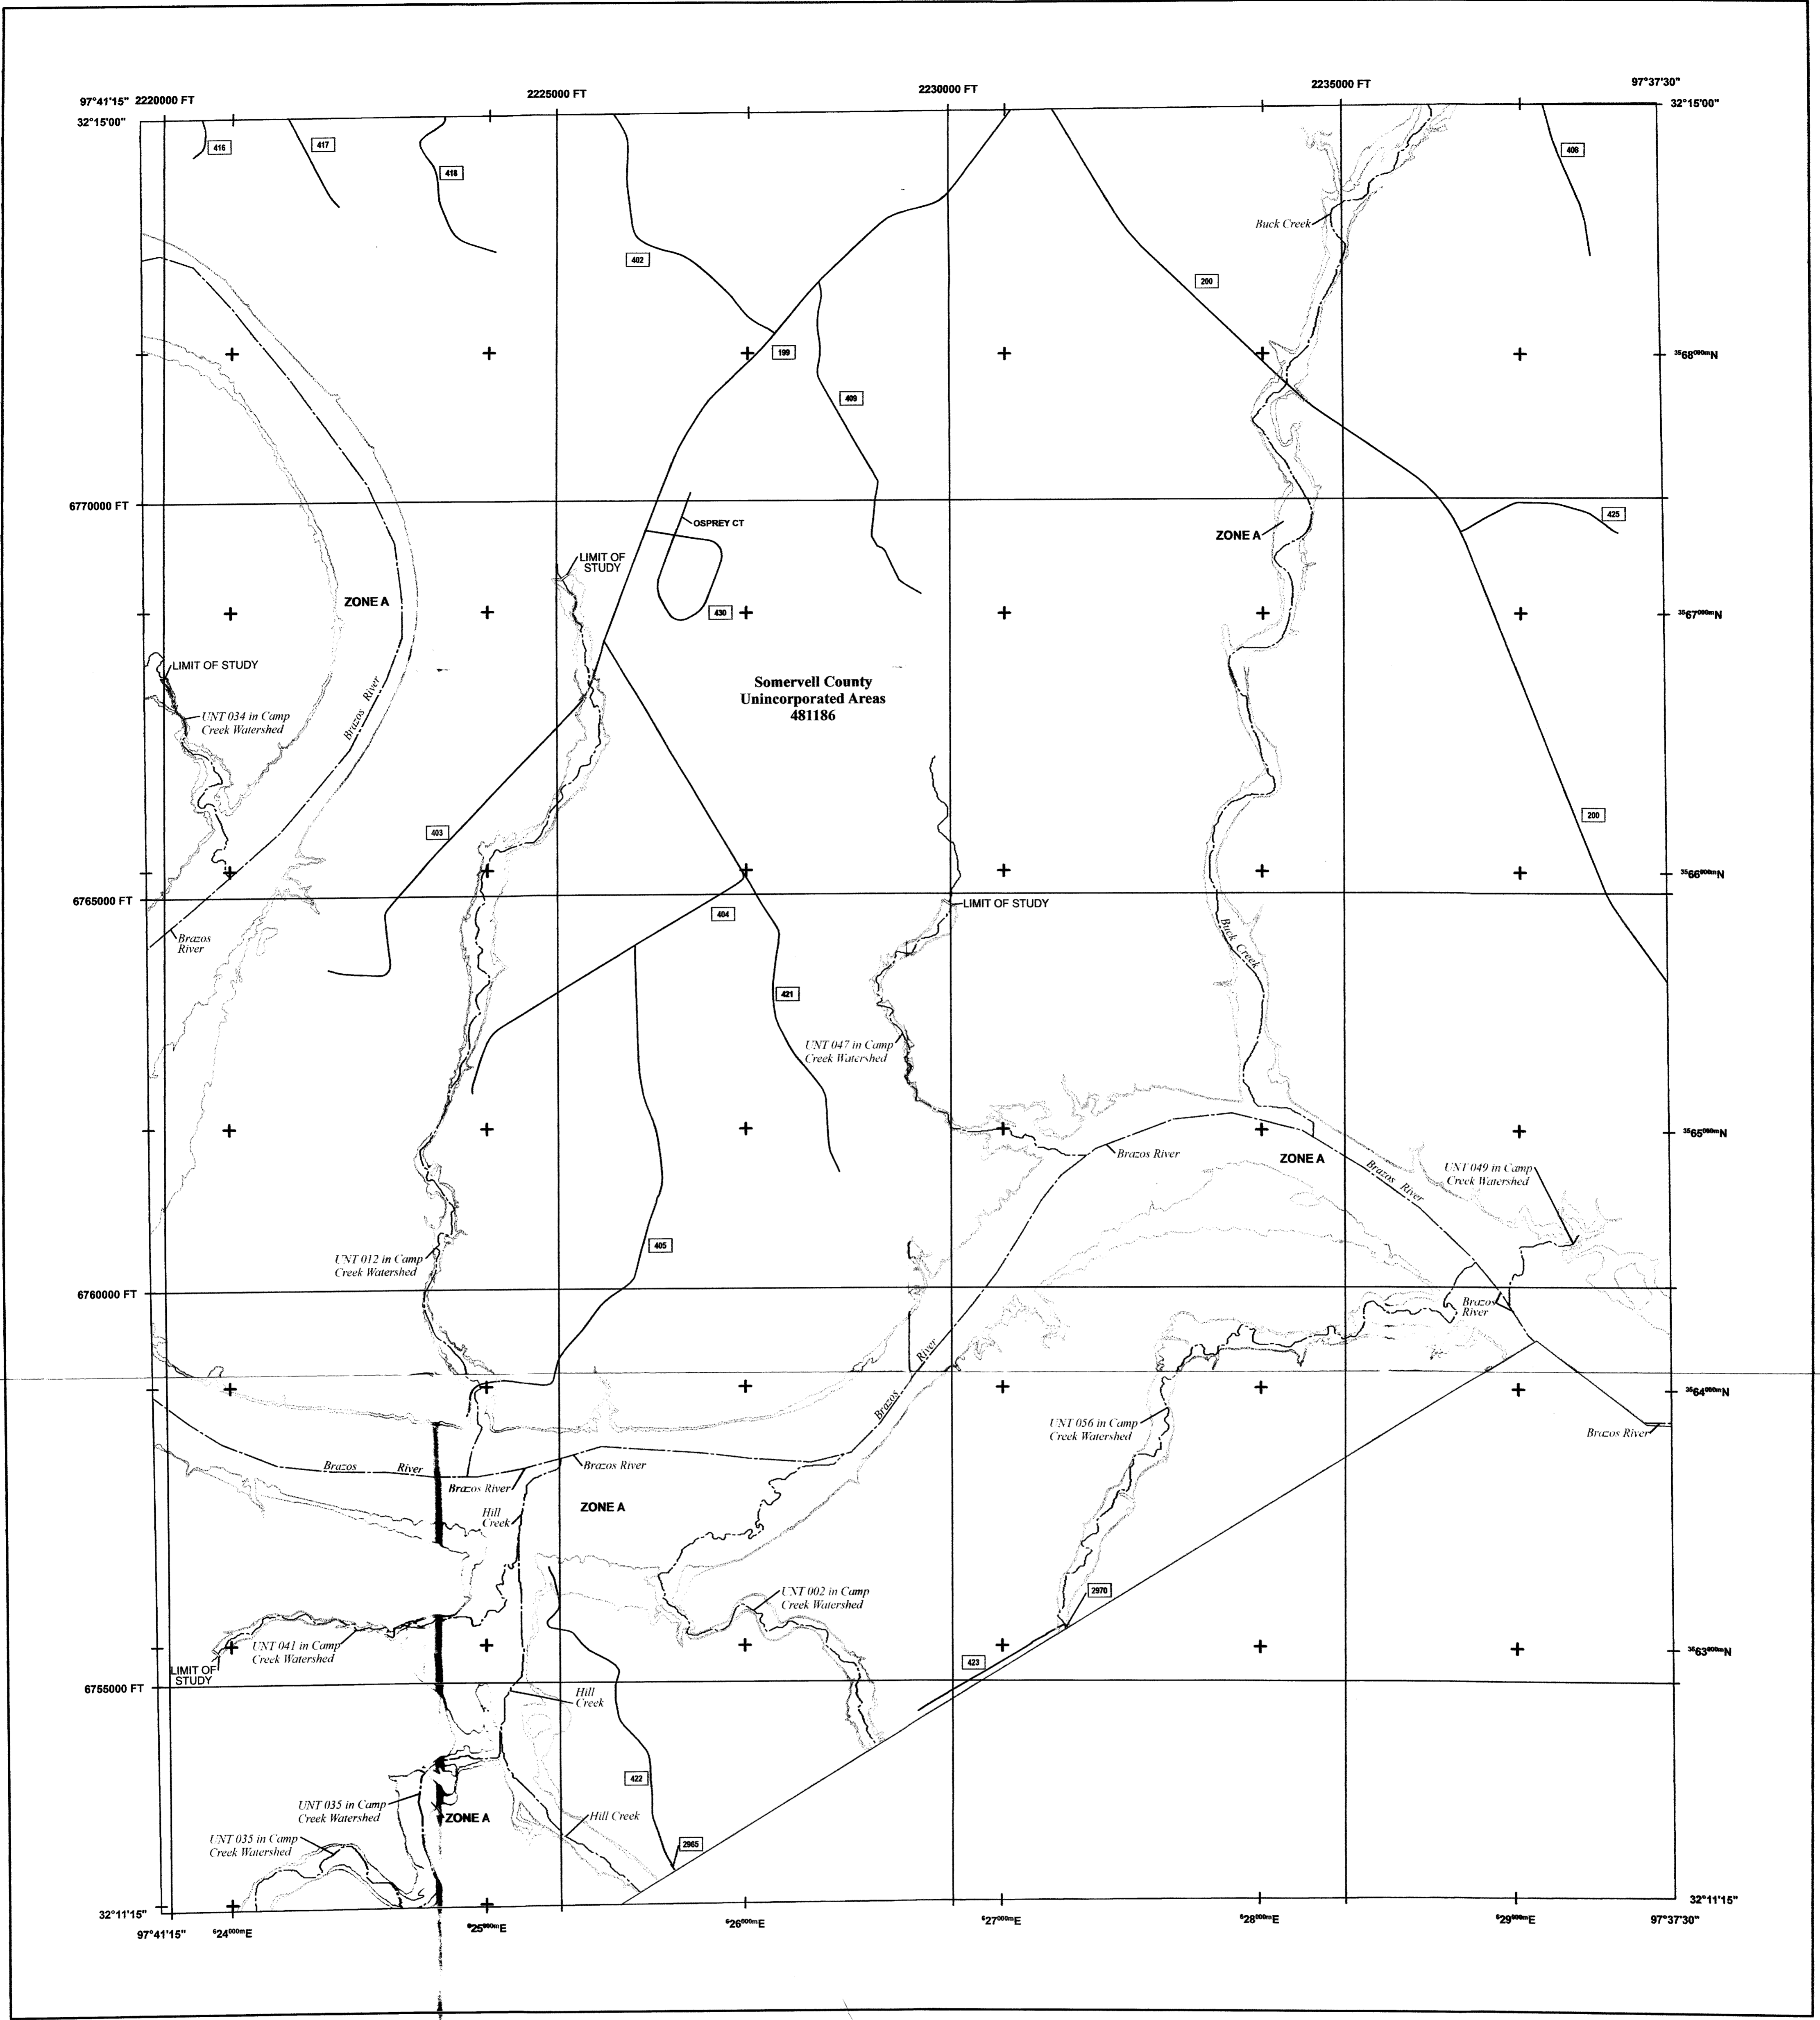 97°41'15"
2220000 FT
2225000 FT
2230000 FT
2235000 FT
97°37'30"
32°15'00"
32°15'00"
416
417
418
408
Buck Creek
402
200
199
3568000mN
409
6770000 FT
OSPREY CT
425
ZONE A
LIMIT OF
STUDY
ZONE A
430
3567000mN
LIMIT OF STUDY
Somervell County
Unincorporated Areas
481186
Brazos River
UNT 034 in Camp
Creek Watershed
403
200
3566000mN
6765000 FT
LIMIT OF STUDY
404
Brazos
River
Buck Creek
421
UNT 047 in Camp
Creek Watershed
3565000mN
Brazos River
ZONE A
Brazos River
UNT 049 in Camp
Creek Watershed
405
UNT 012 in Camp
Creek Watershed
6760000 FT
Brazos
River
Brazos River
3564000mN
UNT 056 in Camp
Creek Watershed
Brazos River
Brazos River
Brazos River
Brazos River
ZONE A
Hill
Creek
2970
UNT 002 in Camp
Creek Watershed
UNT 041 in Camp
Creek Watershed
3563000mN
423
LIMIT OF
STUDY
6755000 FT
Hill
Creek
422
UNT 035 in Camp
Creek Watershed
ZONE A
Hill Creek
UNT 035 in Camp
Creek Watershed
2965
32°11'15"
32°11'15"
97°41'15"
624000mE
625000mE
626000mE
627000mE
628000mE
629000mE
97°37'30"